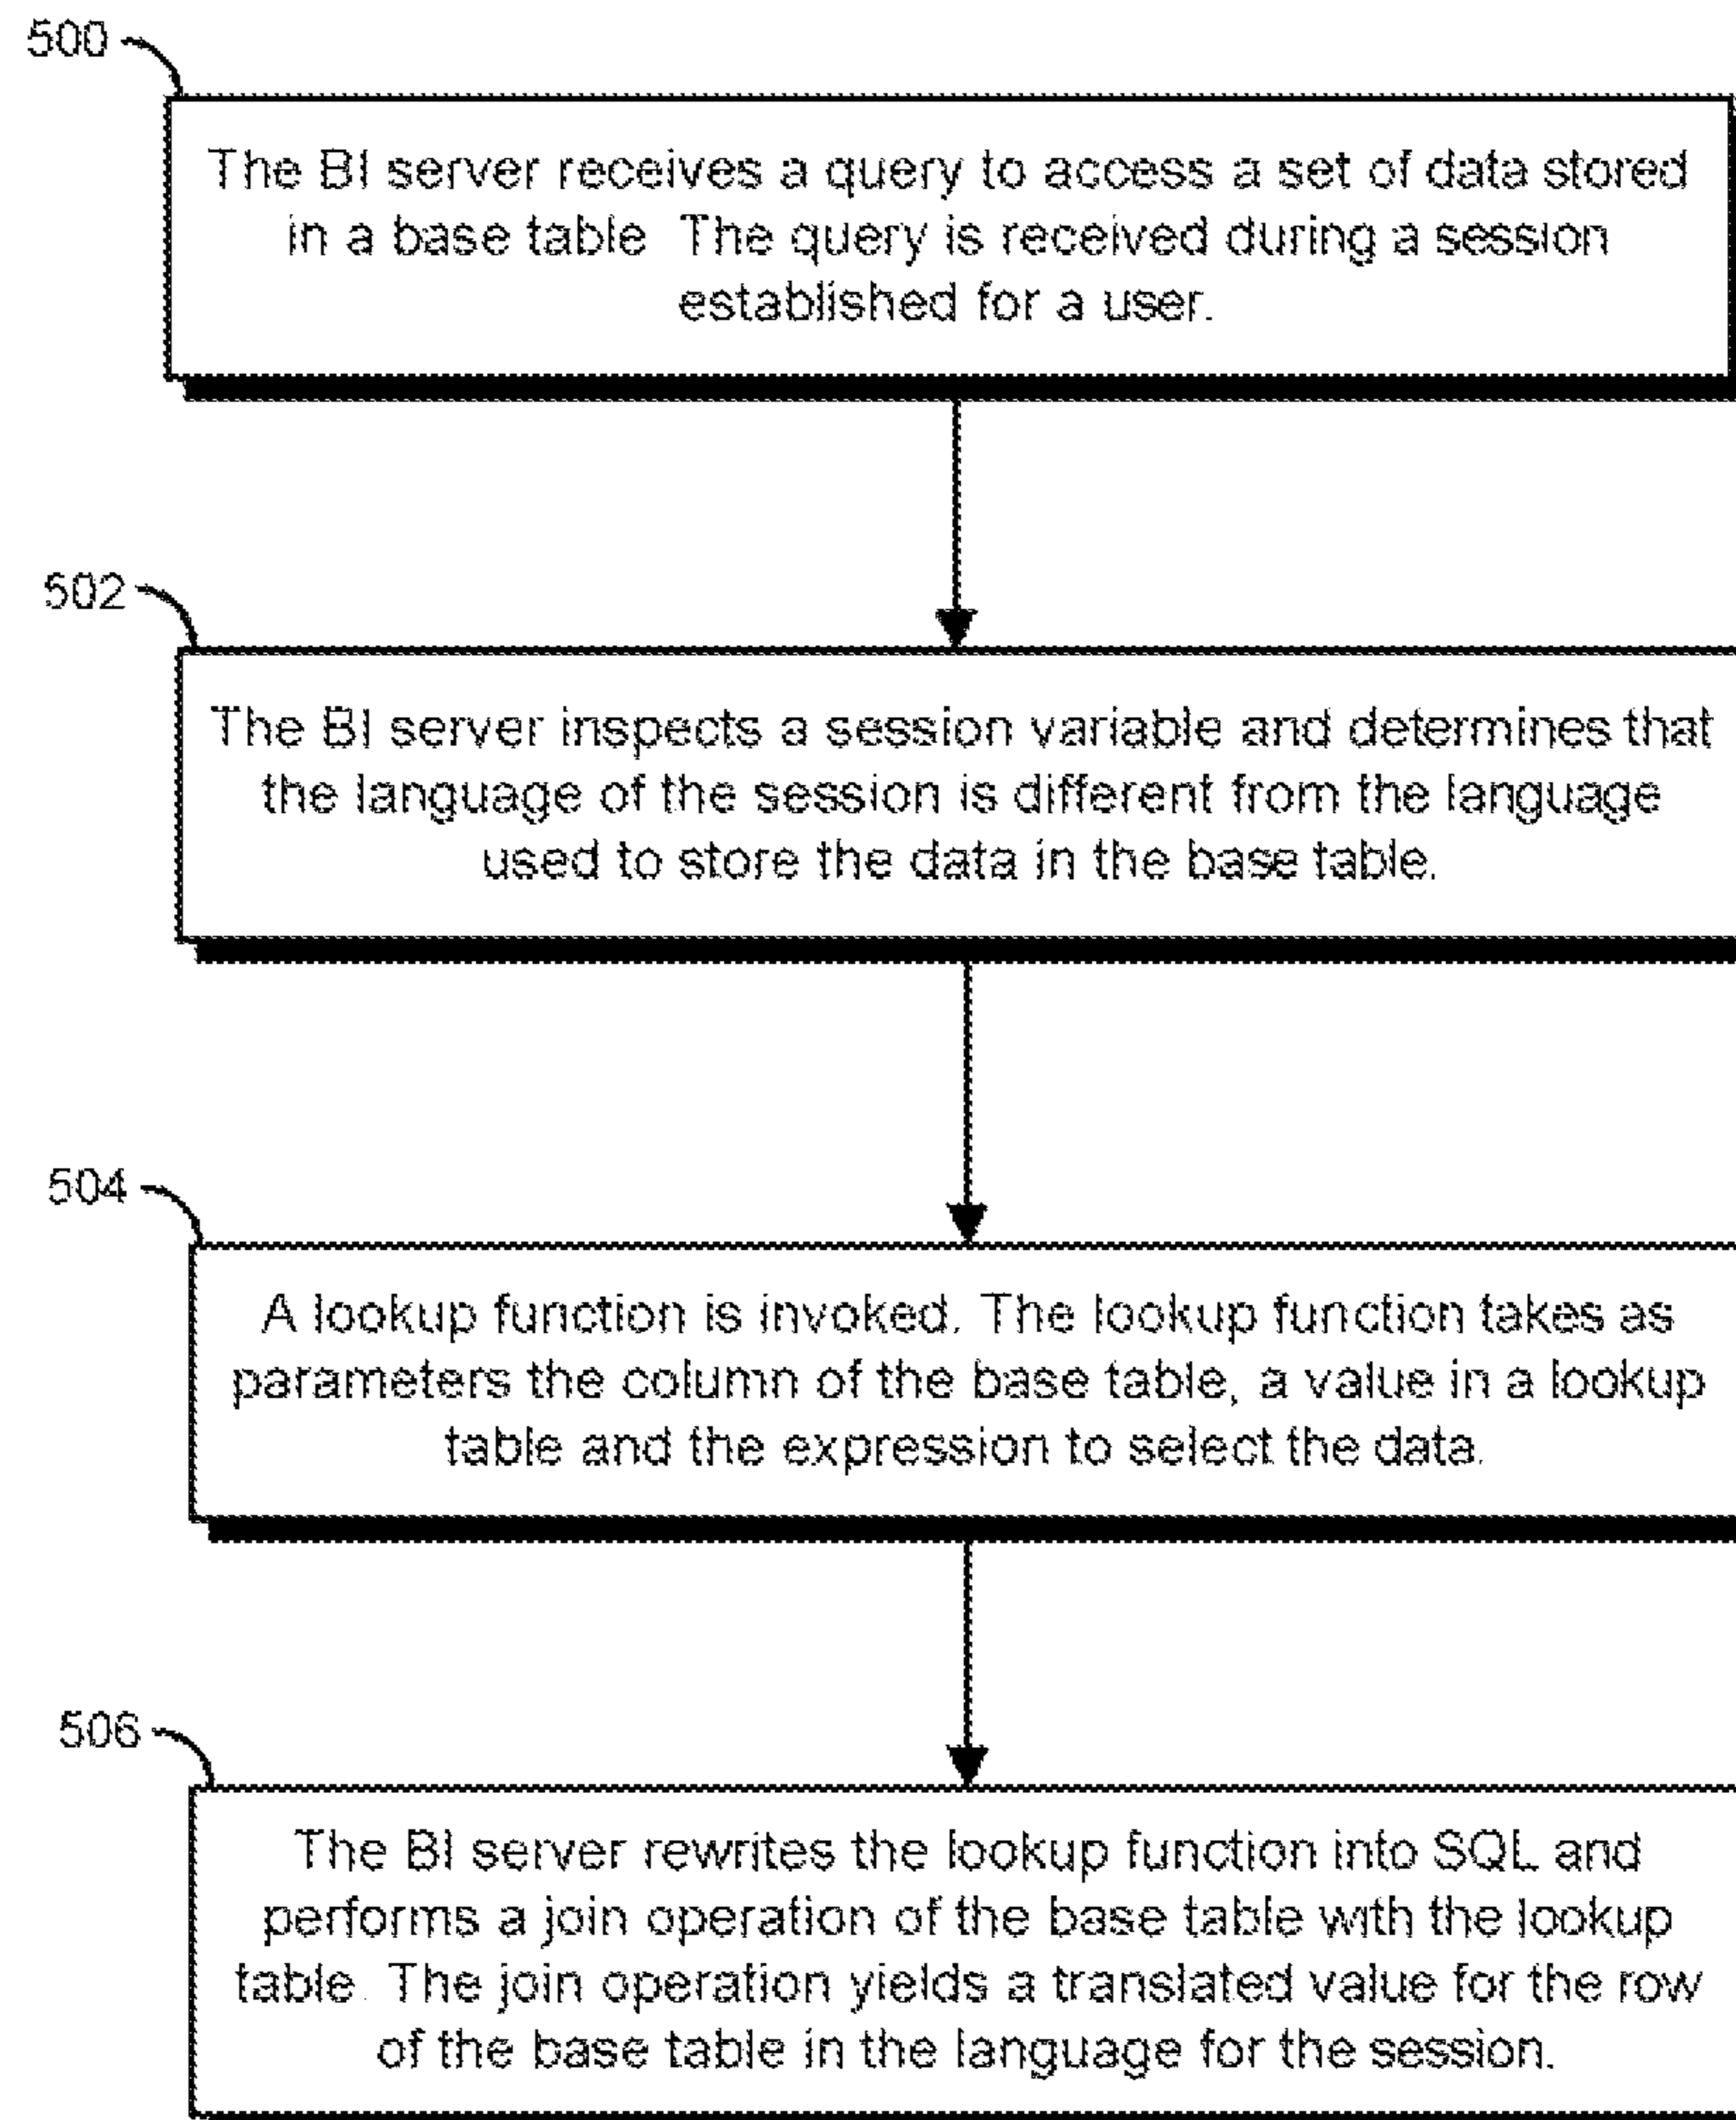 500
The BI server receives a query to access a set of data stored
in a base table. The query is received during a session
established for a user.
502
The BI server inspects a session variable and determines that
the language of the session is different from the language
used to store the data in the base table.
504
A lookup function is invoked. The lookup function takes as
parameters the column of the base table, a value in a lookup
table and the expression to select the data.
506
The BI server rewrites the lookup function into SQL and
performs a join operation of the base table with the lookup
table. The join operation yields a translated value for the row
of the base table in the language for the session.